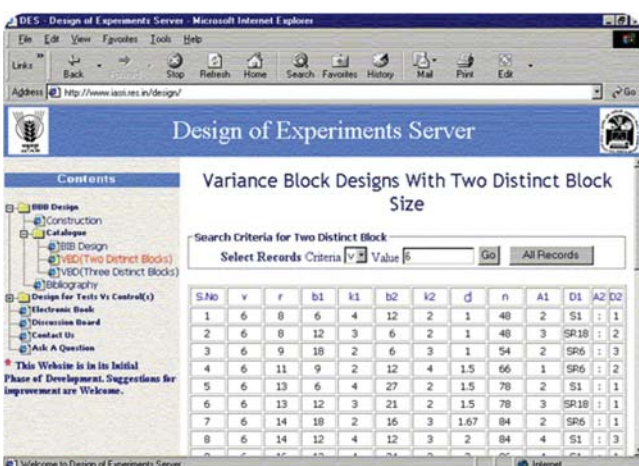 DES - Design of Experiments Server - Microsoft Internet Explorer
File Edit View Favorites Tools Help
Links » Back Stop Refresh Home Search Favorites History Mail Print Edit
Address http://www.iasri.res.in/design/ Go
Design of Experiments Server
Contents
BBB Design
Construction
Catalogue
BIB Design
VBD(Two Distinct Blocks)
VBD(Three Distinct Blocks)
Bibliography
Design for Tests Vs Control(s)
Electronic Book
Discussion Board
Contact Us
Ask A Question
* This Website is in its Initial
Phase of Development. Suggestions for
improvement are Welcome.
Variance Block Designs With Two Distinct Block
Size
Search Criteria for Two Distinct Block
Select Records Criteria v Value 6 Go All Records
S.No v r b1 k1 b2 k2 d n A1 D1 A2 D2
1 6 8 6 4 12 2 1 48 2 S1 : 1
2 6 8 12 3 6 2 1 48 3 SR18 : 2
3 6 9 18 2 6 3 1 54 2 SR6 : 3
4 6 11 9 2 12 4 1.5 66 1 SR6 : 2
5 6 13 6 4 27 2 1.5 78 2 S1 : 1
6 6 13 12 3 21 2 1.5 78 3 SR18 : 1
7 6 14 18 2 16 3 1.67 84 2 SR6 : 1
8 6 14 12 4 12 3 2 84 4 S1 : 3
Welcome to Design of Experiments Server Internet